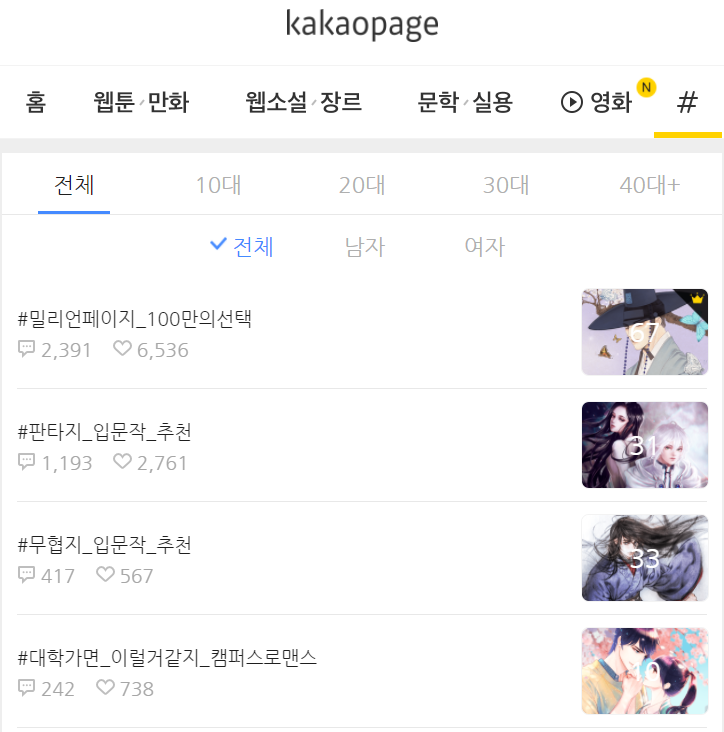 kakaopage
홈 웹툰·만화 웹소설·장르 문학·실용 영화 N #
전체 10대 20대 30대 40대+
전체 남자 여자
#밀리언페이지_100만의선택
2,391 6,536
67
#판타지_입문작_추천
1,193 2,761
31
#무협지_입문작_추천
417 567
33
#대학가면_이럴거같지_캠퍼스로맨스
242 738